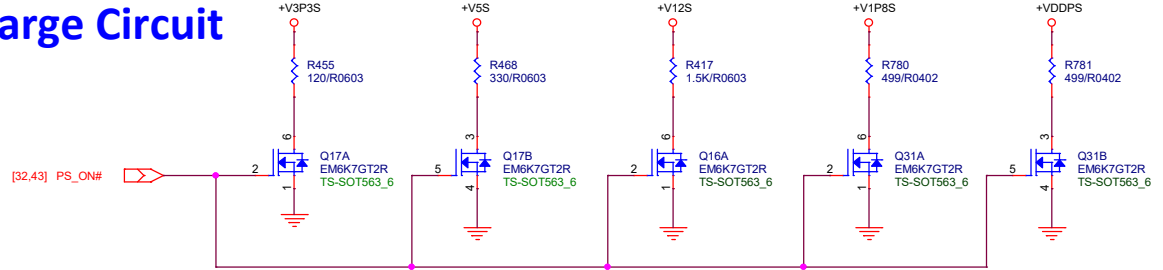 arge Circuit
+V3P3S
+V5S
+V12S
+V1P8S
+VDDPS
R455
120/R0603
R468
330/R0603
R417
1.5K/R0603
R780
499/R0402
R781
499/R0402
6
3
6
6
3
[32,43] PS_ON#
2
Q17A
EM6K7GT2R
TS-SOT563_6
1
5
Q17B
EM6K7GT2R
TS-SOT563_6
4
2
Q16A
EM6K7GT2R
TS-SOT563_6
1
2
Q31A
EM6K7GT2R
TS-SOT563_6
1
5
Q31B
EM6K7GT2R
TS-SOT563_6
4